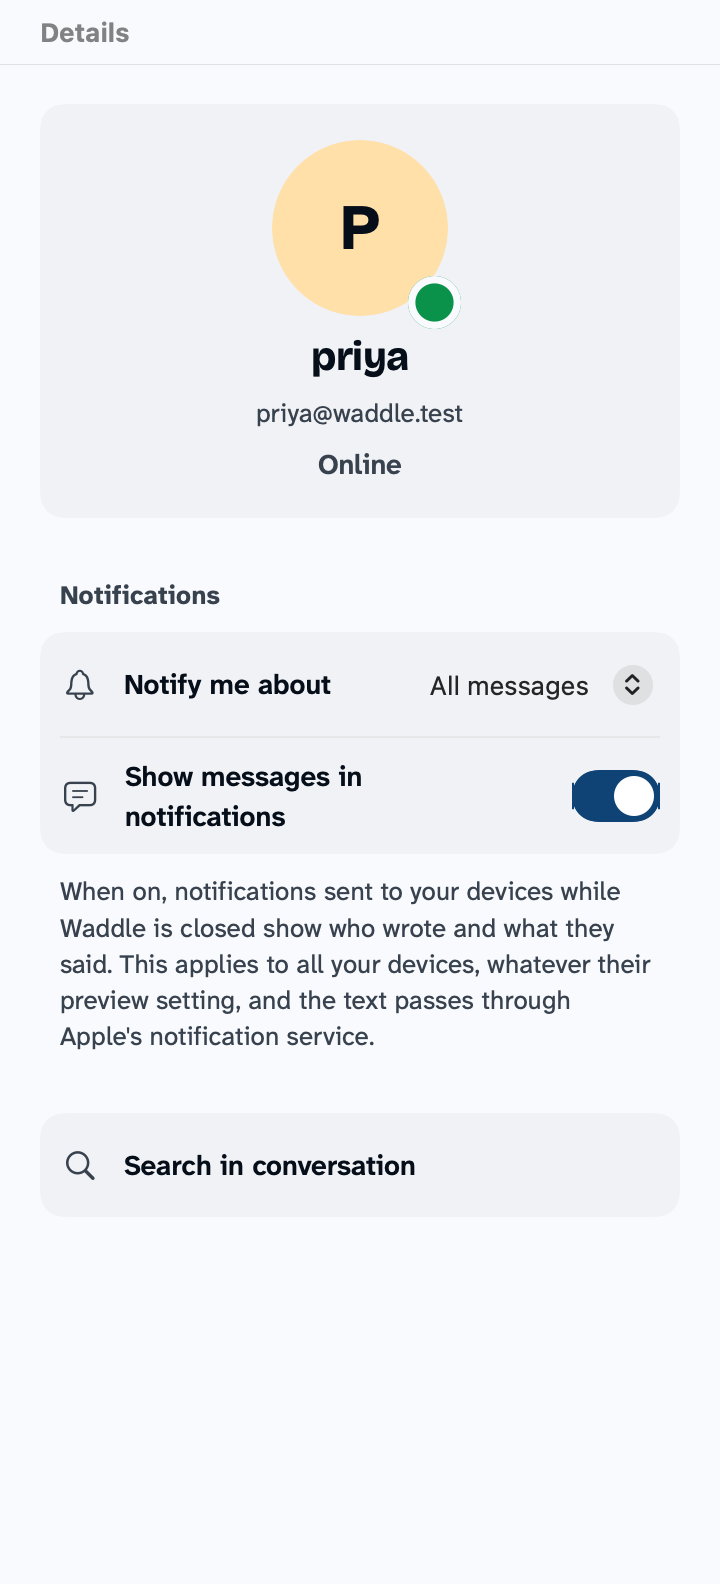 Details
P
priya
priya@waddle.test
Online
Notifications
Notify me about All messages
Show messages in
notifications
When on, notifications sent to your devices while
Waddle is closed show who wrote and what they
said. This applies to all your devices, whatever their
preview setting, and the text passes through
Apple's notification service.
Search in conversation